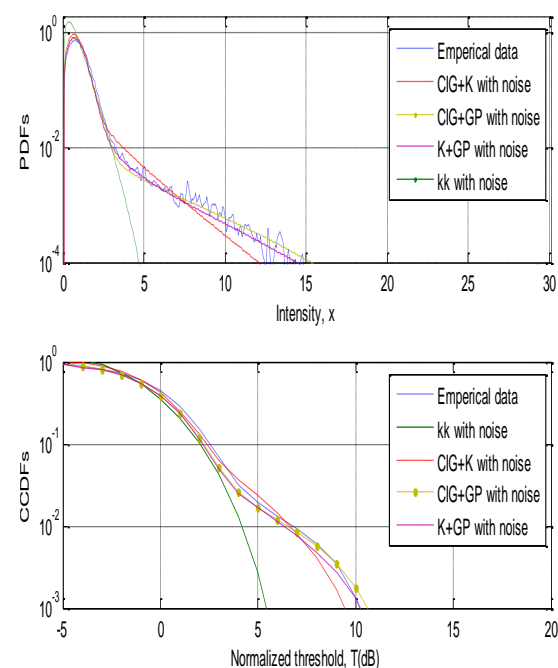 10^0
10^-2
10^-4
PDFs
0 5 10 15 20 25 30
Intensity, x
Emperical data
CIG+K with noise
CIG+GP with noise
K+GP with noise
kk with noise
10^0
10^-1
10^-2
10^-3
CCDFs
-5 0 5 10 15 20
Normalized threshold, T(dB)
Emperical data
kk with noise
CIG+K with noise
CIG+GP with noise
K+GP with noise